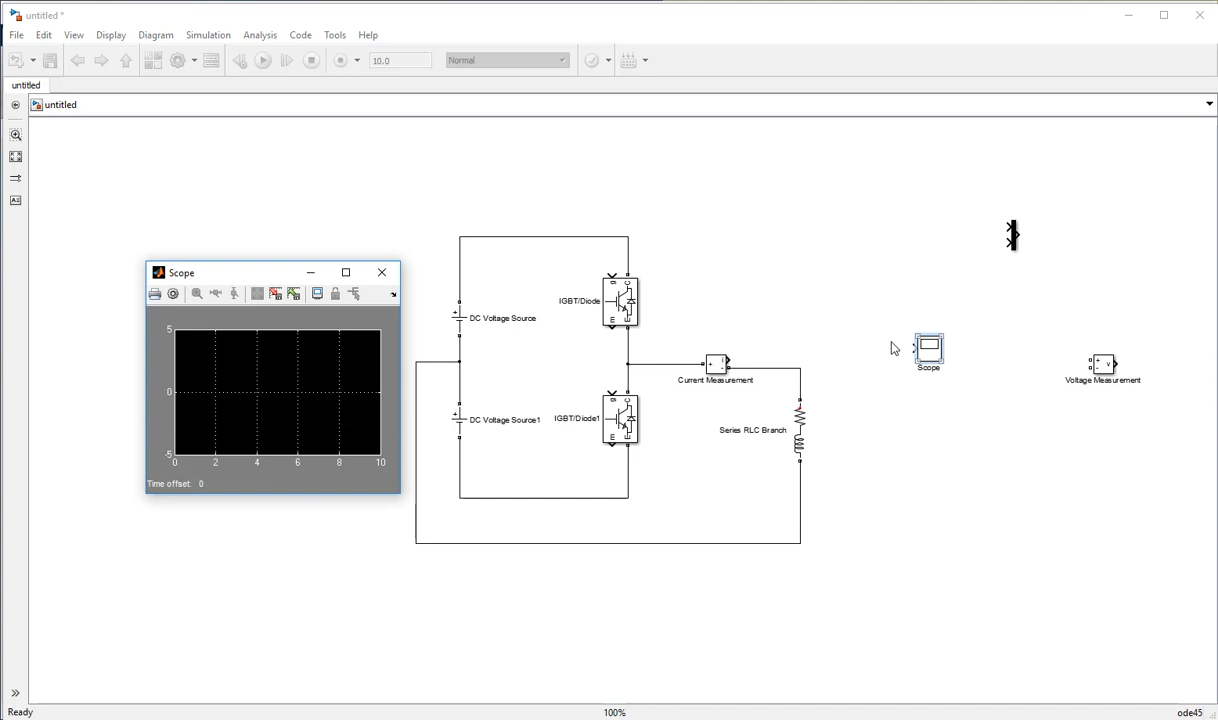 untitled *
File Edit View Display Diagram Simulation Analysis Code Tools Help
10.0 Normal
untitled
untitled
Scope
5
0
-5
0 2 4 6 8 10
Time offset: 0
DC Voltage Source
DC Voltage Source1
IGBT/Diode
g C
m E
IGBT/Diode1
g C
m E
+ i
-
Current Measurement
Series RLC Branch
Scope
+ v
-
Voltage Measurement
Ready 100% ode45